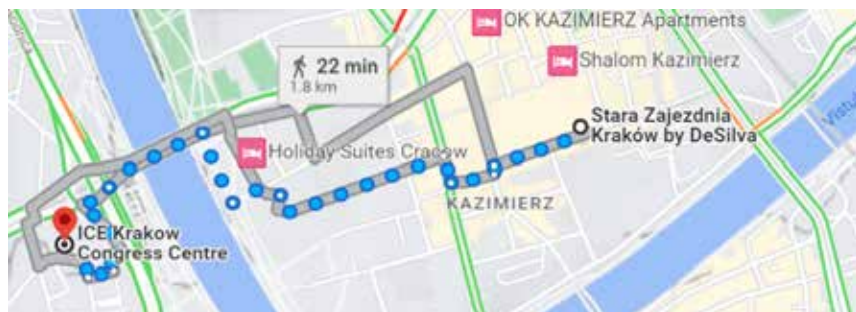 OK KAZIMIERZ Apartments
Shalom Kazimierz
22 min
1.8 km
Stara Zajezdnia
Kraków by DeSilva
Holiday Suites Cracow
KAZIMIERZ
ICE Krakow
Congress Centre